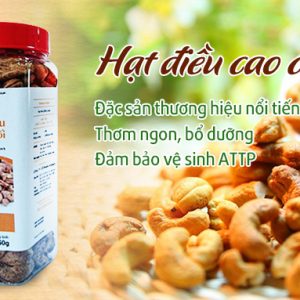 Hạt điều cao c
Đặc sản thương hiệu nổi tiến
Thơm ngon, bổ dưỡng
Đảm bảo vệ sinh ATTP